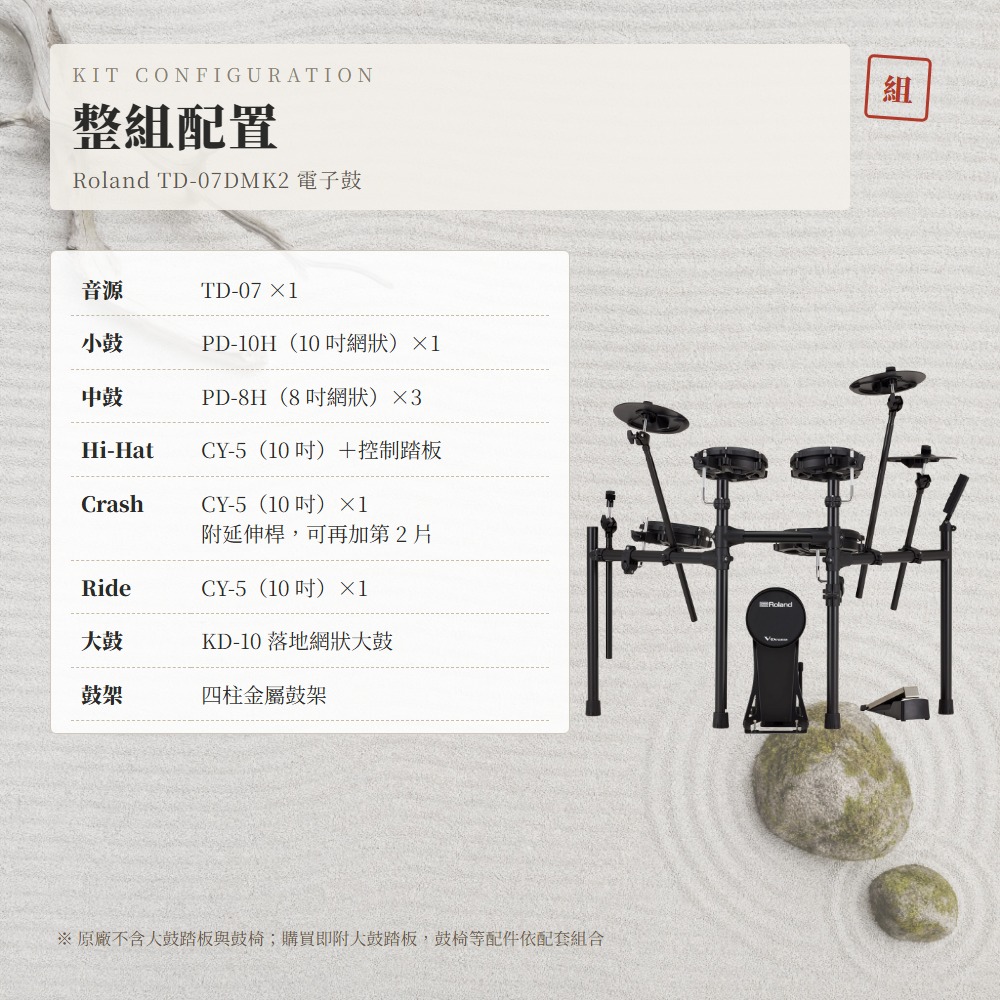 KIT CONFIGURATION
整組配置
Roland TD-07DMK2 電子鼓
組
音源 TD-07 ×1
小鼓 PD-10H（10 吋網狀）×1
中鼓 PD-8H（8 吋網狀）×3
Hi-Hat CY-5（10 吋）＋控制踏板
Crash CY-5（10 吋）×1
附延伸桿，可再加第 2 片
Ride CY-5（10 吋）×1
大鼓 KD-10 落地網狀大鼓
鼓架 四柱金屬鼓架
Roland
V-Drums
※ 原廠不含大鼓踏板與鼓椅；購買即附大鼓踏板，鼓椅等配件依配套組合